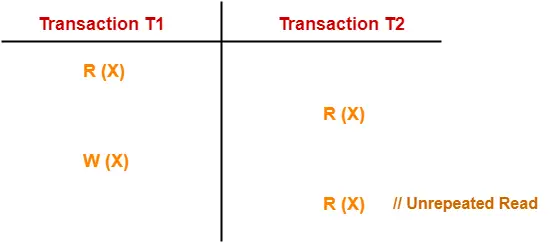 Transaction T1 Transaction T2
R (X)
R (X)
W (X)
R (X) // Unrepeated Read